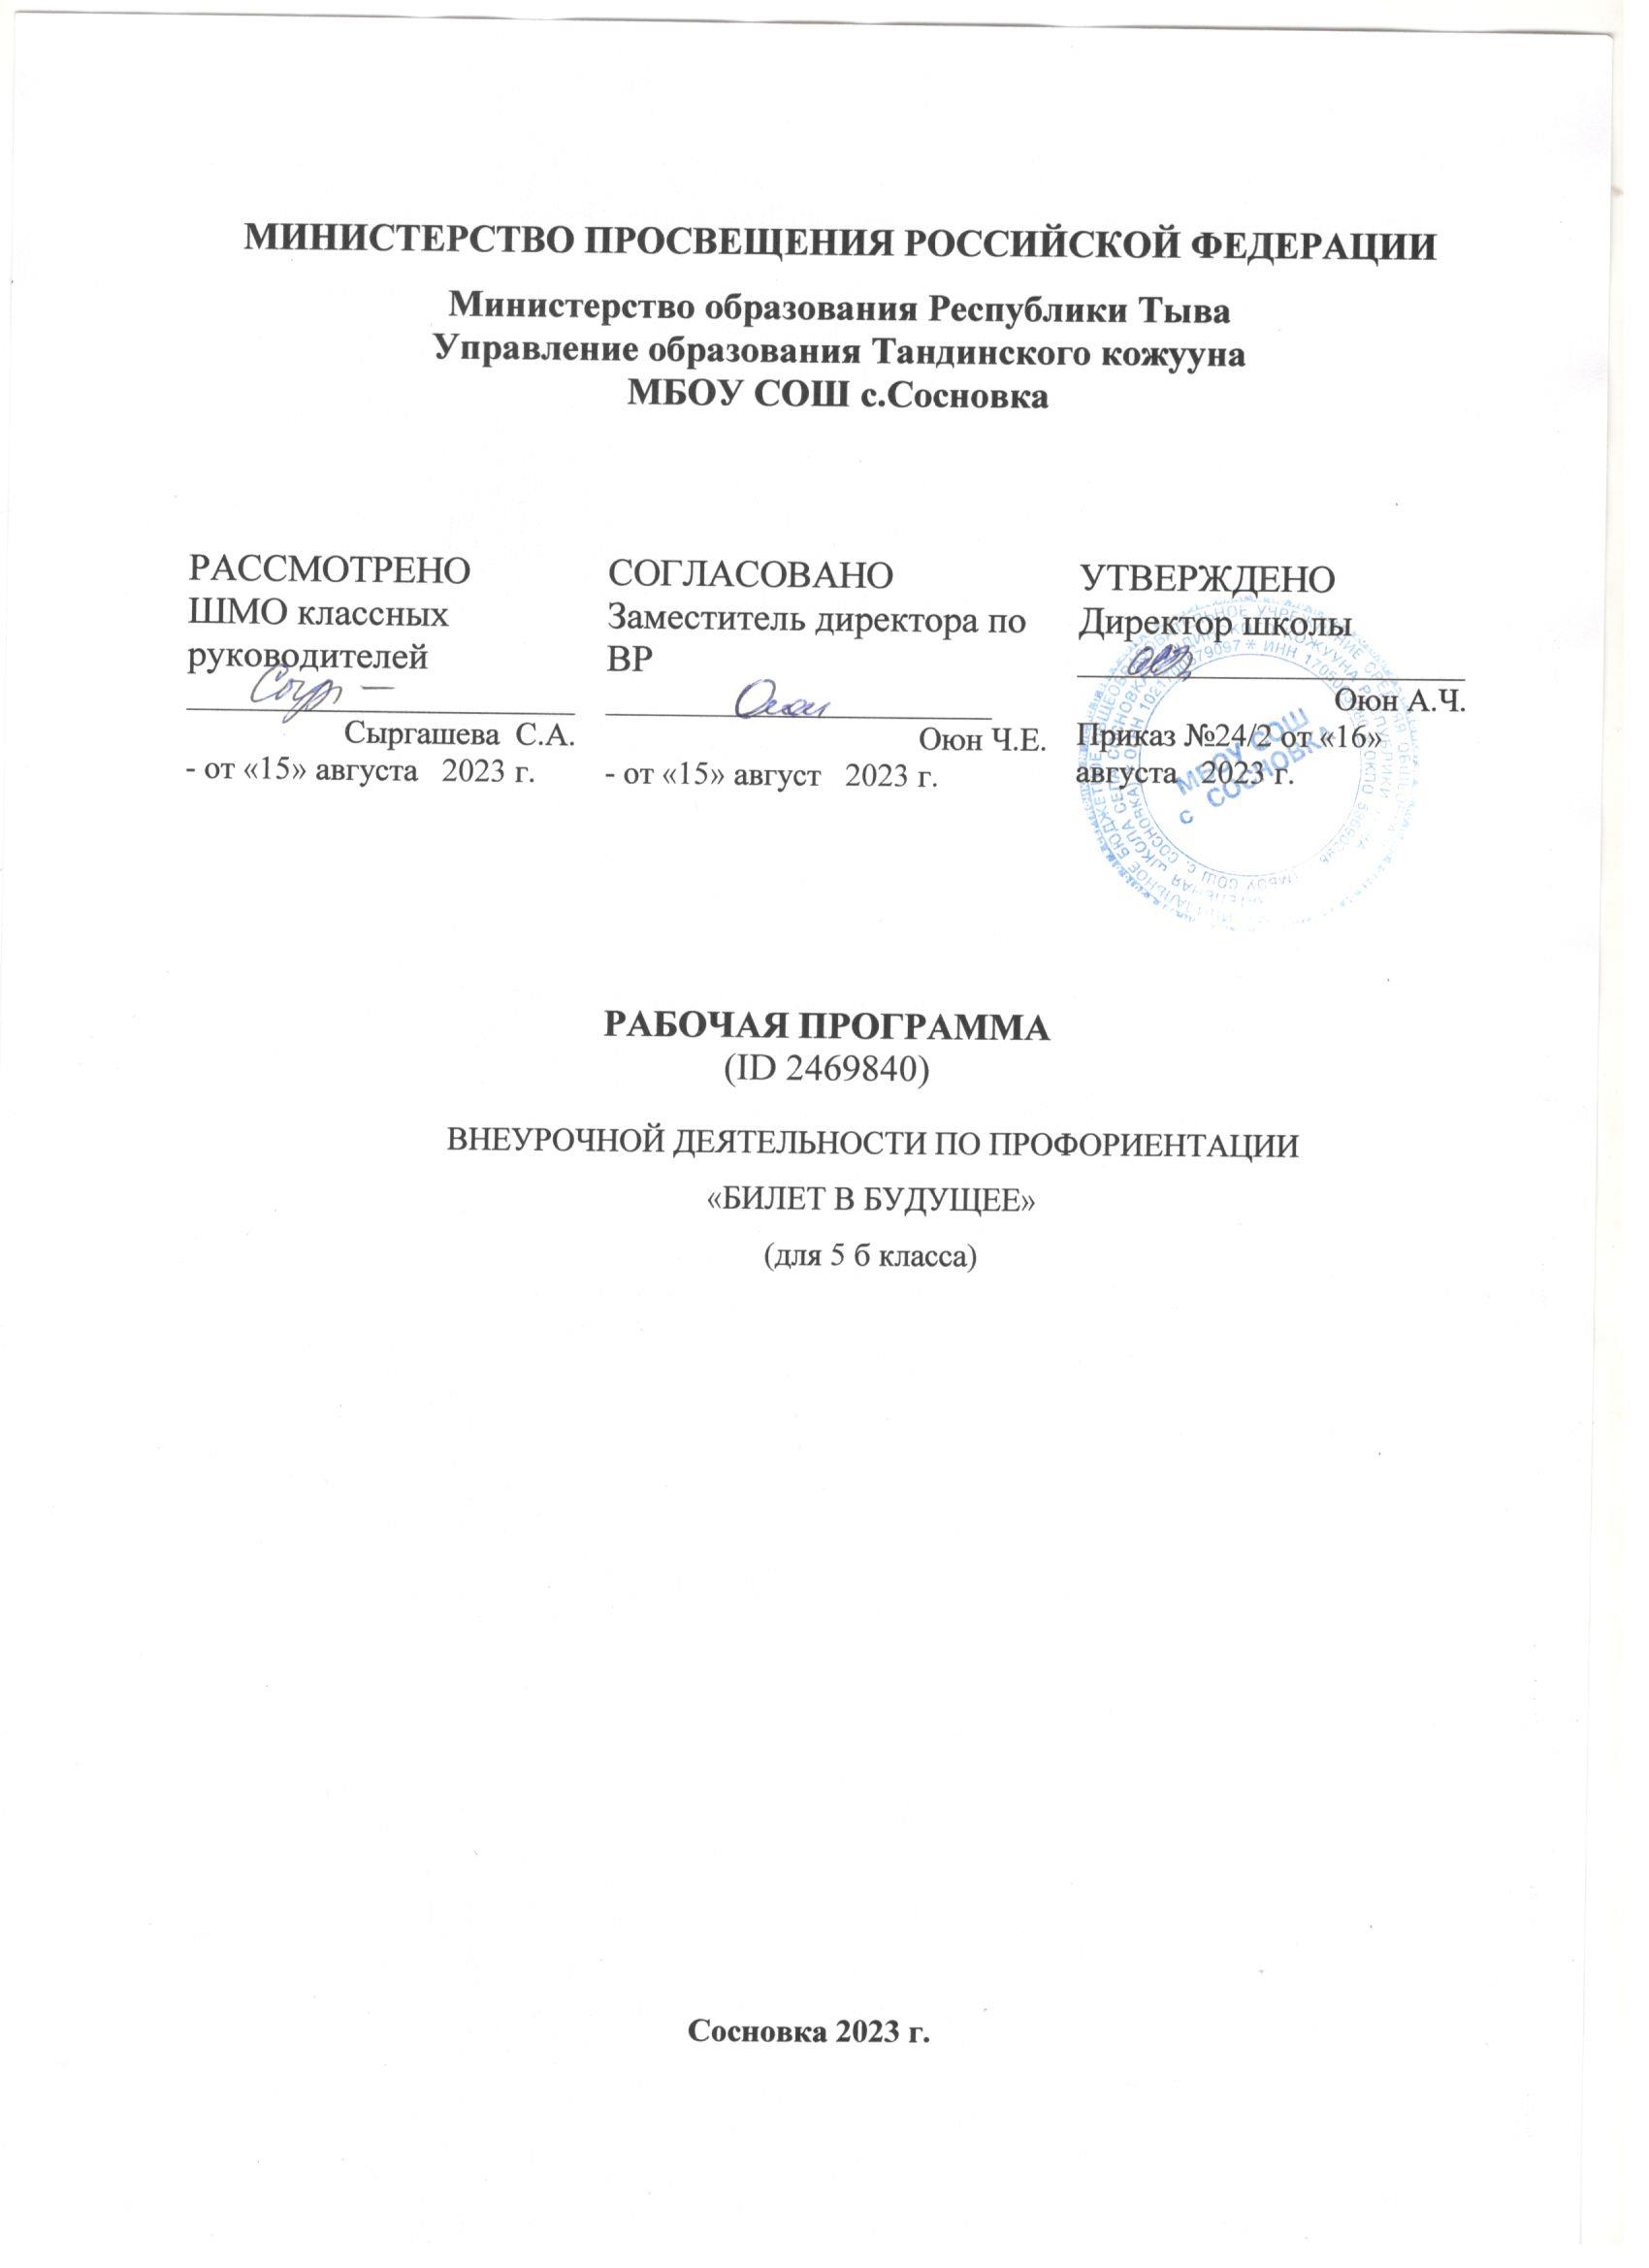 МИНИСТЕРСТВО ПРОСВЕЩЕНИЯ РОССИЙСКОЙ ФЕДЕРАЦИИ
Министерство образования Республики Тыва
Управление образования Тандинского кожууна
МБОУ СОШ с.Сосновка
РАССМОТРЕНО
ШМО классных
руководителей
Сыргашева С.А.
- от «15» августа 2023 г.
СОГЛАСОВАНО
Заместитель директора по
ВР
Оюн Ч.Е.
- от «15» август 2023 г.
УТВЕРЖДЕНО
Директор школы
Оюн А.Ч.
Приказ №24/2 от «16»
августа 2023 г.
МБОУ СОШ
с СОСНОВКА
РАБОЧАЯ ПРОГРАММА
(ID 2469840)
ВНЕУРОЧНОЙ ДЕЯТЕЛЬНОСТИ ПО ПРОФОРИЕНТАЦИИ
«БИЛЕТ В БУДУЩЕЕ»
(для 5 б класса)
Сосновка 2023 г.